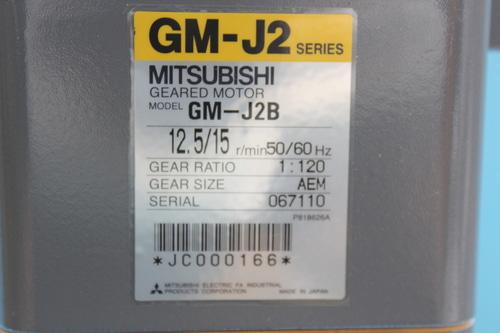 GM-J2 SERIES
MITSUBISHI
GEARED MOTOR
MODEL GM-J2B
12.5/15 r/min 50/60 Hz
GEAR RATIO 1:120
GEAR SIZE AEM
SERIAL 067110
P818626A
*JC000166*
MITSUBISHI ELECTRIC FA INDUSTRIAL
PRODUCTS CORPORATION MADE IN JAPAN